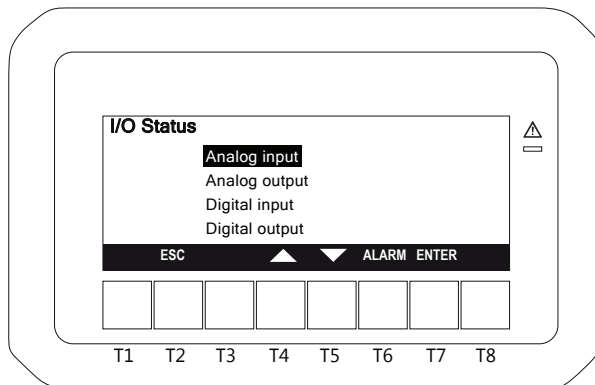 I/O Status
Analog input
Analog output
Digital input
Digital output
ESC ALARM ENTER
T1 T2 T3 T4 T5 T6 T7 T8